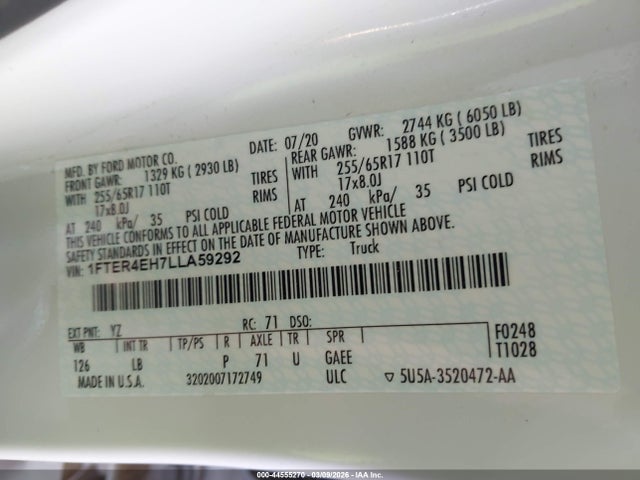 MFD. BY FORD MOTOR CO.
DATE: 07/20 GVWR: 2744 KG ( 6050 LB)
FRONT GAWR: 1329 KG ( 2930 LB)
REAR GAWR: 1588 KG ( 3500 LB)
WITH 255/65R17 110T TIRES
WITH 255/65R17 110T TIRES
17x8.0J RIMS
17x8.0J RIMS
AT 240 kPa/ 35 PSI COLD
AT 240 kPa/ 35 PSI COLD
THIS VEHICLE CONFORMS TO ALL APPLICABLE FEDERAL MOTOR VEHICLE
SAFETY STANDARDS IN EFFECT ON THE DATE OF MANUFACTURE SHOWN ABOVE.
VIN: 1FTER4EH7LLA59292 TYPE: Truck
EXT PNT: YZ RC: 71 DSO:
WB INT TR TP/PS R AXLE TR SPR F0248
126 LB P 71 U GAEE T1028
MADE IN U.S.A. 3202007172749 ULC ▽ 5U5A-3520472-AA
000-44555270 - 03/09/2026 - IAA Inc.